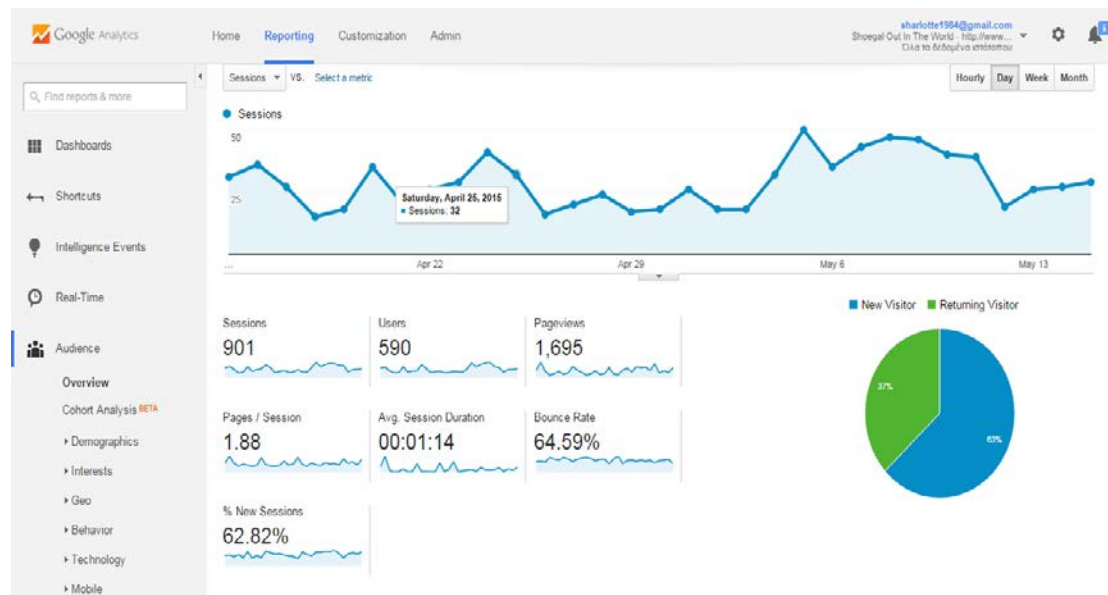 Google Analytics
Home Reporting Customization Admin
sharlotte1984@gmail.com
Shoegal Out In The World - http://www...
Όλα τα δεδομένα ιστότοπου
Find reports & more
Dashboards
Shortcuts
Intelligence Events
Real-Time
Audience
Overview
Cohort Analysis BETA
Demographics
Interests
Geo
Behavior
Technology
Mobile
Sessions VS. Select a metric
Hourly Day Week Month
Sessions
50
25
Saturday, April 25, 2015
Sessions: 32
... Apr 22 Apr 29 May 6 May 13
New Visitor Returning Visitor
37%
63%
Sessions Users Pageviews
901 590 1,695
Pages / Session Avg. Session Duration Bounce Rate
1.88 00:01:14 64.59%
% New Sessions
62.82%